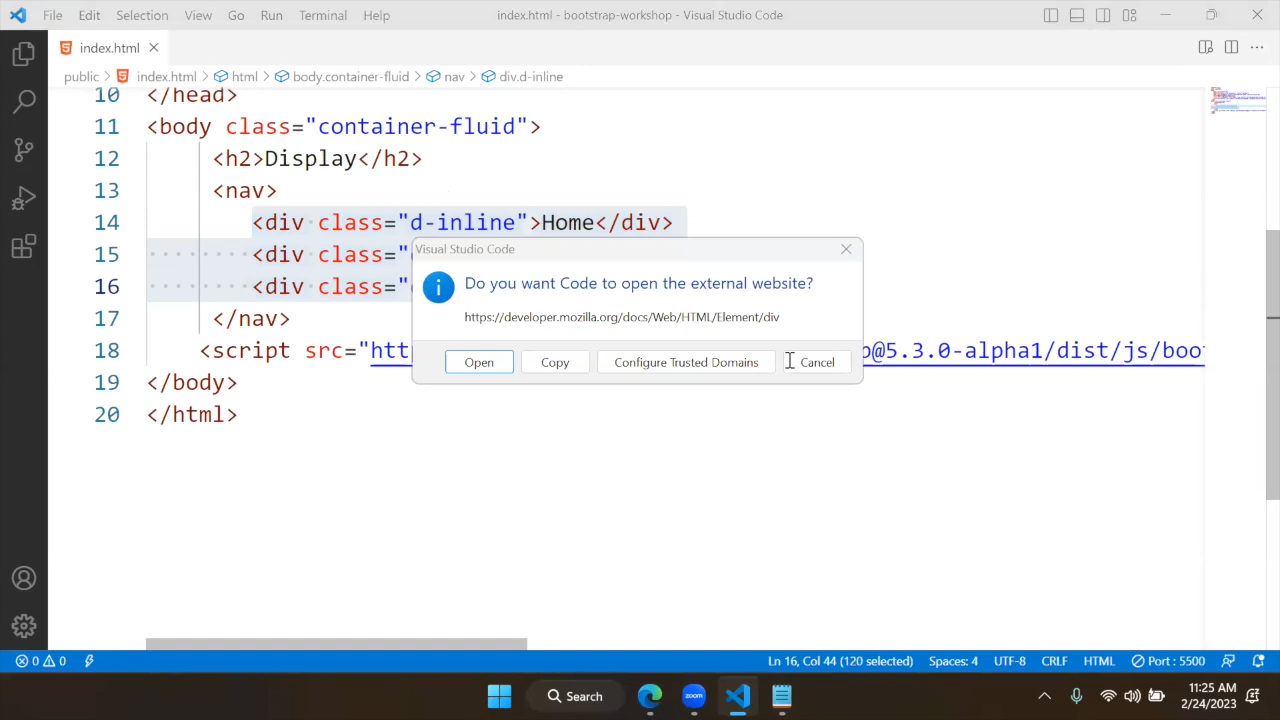 File Edit Selection View Go Run Terminal Help index.html - bootstrap-workshop - Visual Studio Code
index.html
public > index.html > html > body.container-fluid > nav > div.d-inline
10 </head>
11 <body class="container-fluid">
12 <h2>Display</h2>
13 <nav>
14 <div class="d-inline">Home</div>
15 <div class="
16 <div class="
17 </nav>
18 <script src="htt p@5.3.0-alpha1/dist/js/boo
19 </body>
20 </html>
Visual Studio Code
Do you want Code to open the external website?
https://developer.mozilla.org/docs/Web/HTML/Element/div
Open Copy Configure Trusted Domains Cancel
0 0 Ln 16, Col 44 (120 selected) Spaces: 4 UTF-8 CRLF HTML Port : 5500
Search zoom 11:25 AM
2/24/2023